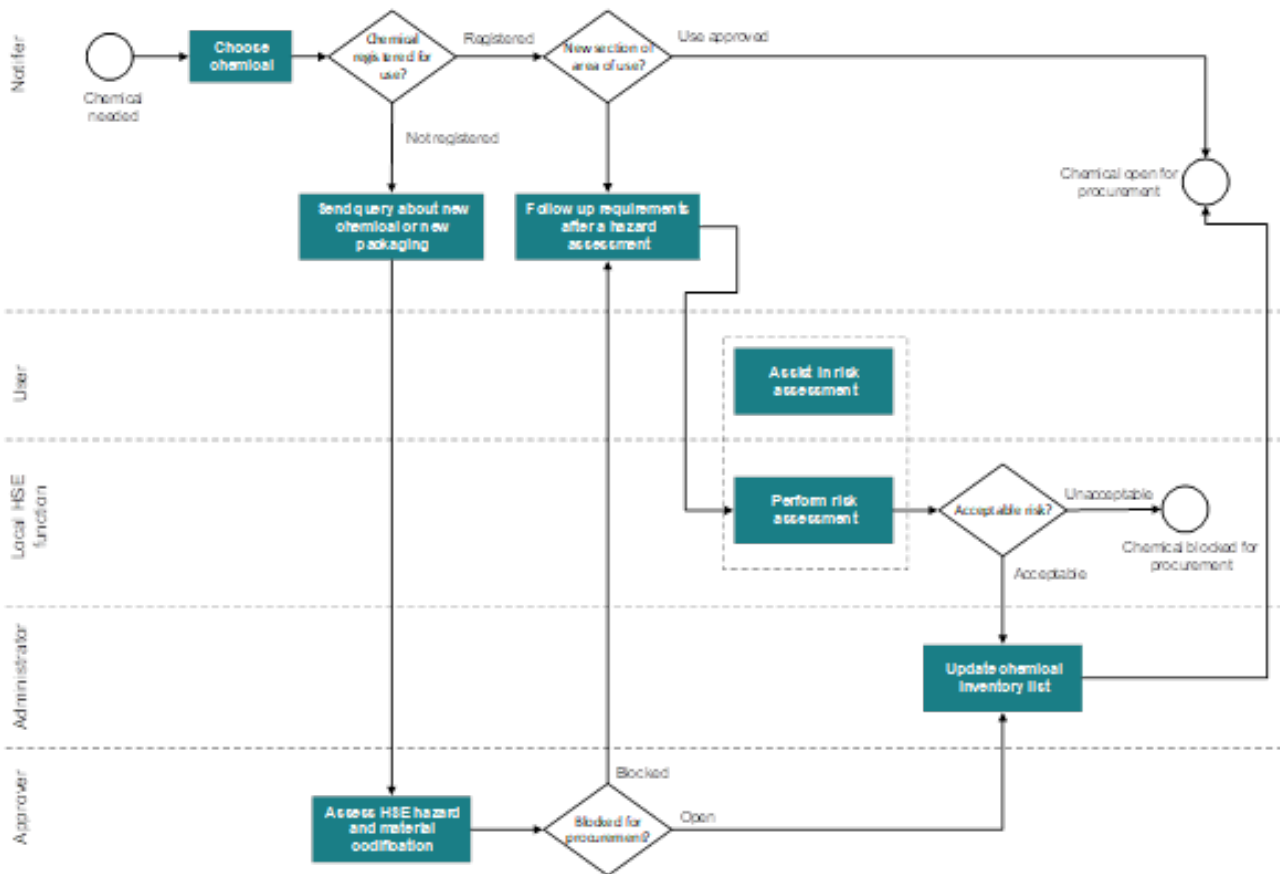 Notifier
Chemical
needed
Choose
chemical
Chemical
registered for
use?
Registered
Not registered
New section of
area of use?
Use approved
Chemical open for
procurement
Send query about new
chemical or new
packaging
Follow up requirements
after a hazard
assessment
User
Assist in risk
assessment
Local HSE
function
Perform risk
assessment
Acceptable risk?
Unacceptable
Chemical blocked for
procurement
Acceptable
Administrator
Update chemical
inventory list
Approver
Assess HSE hazard
and material
codification
Blocked for
procurement?
Blocked
Open